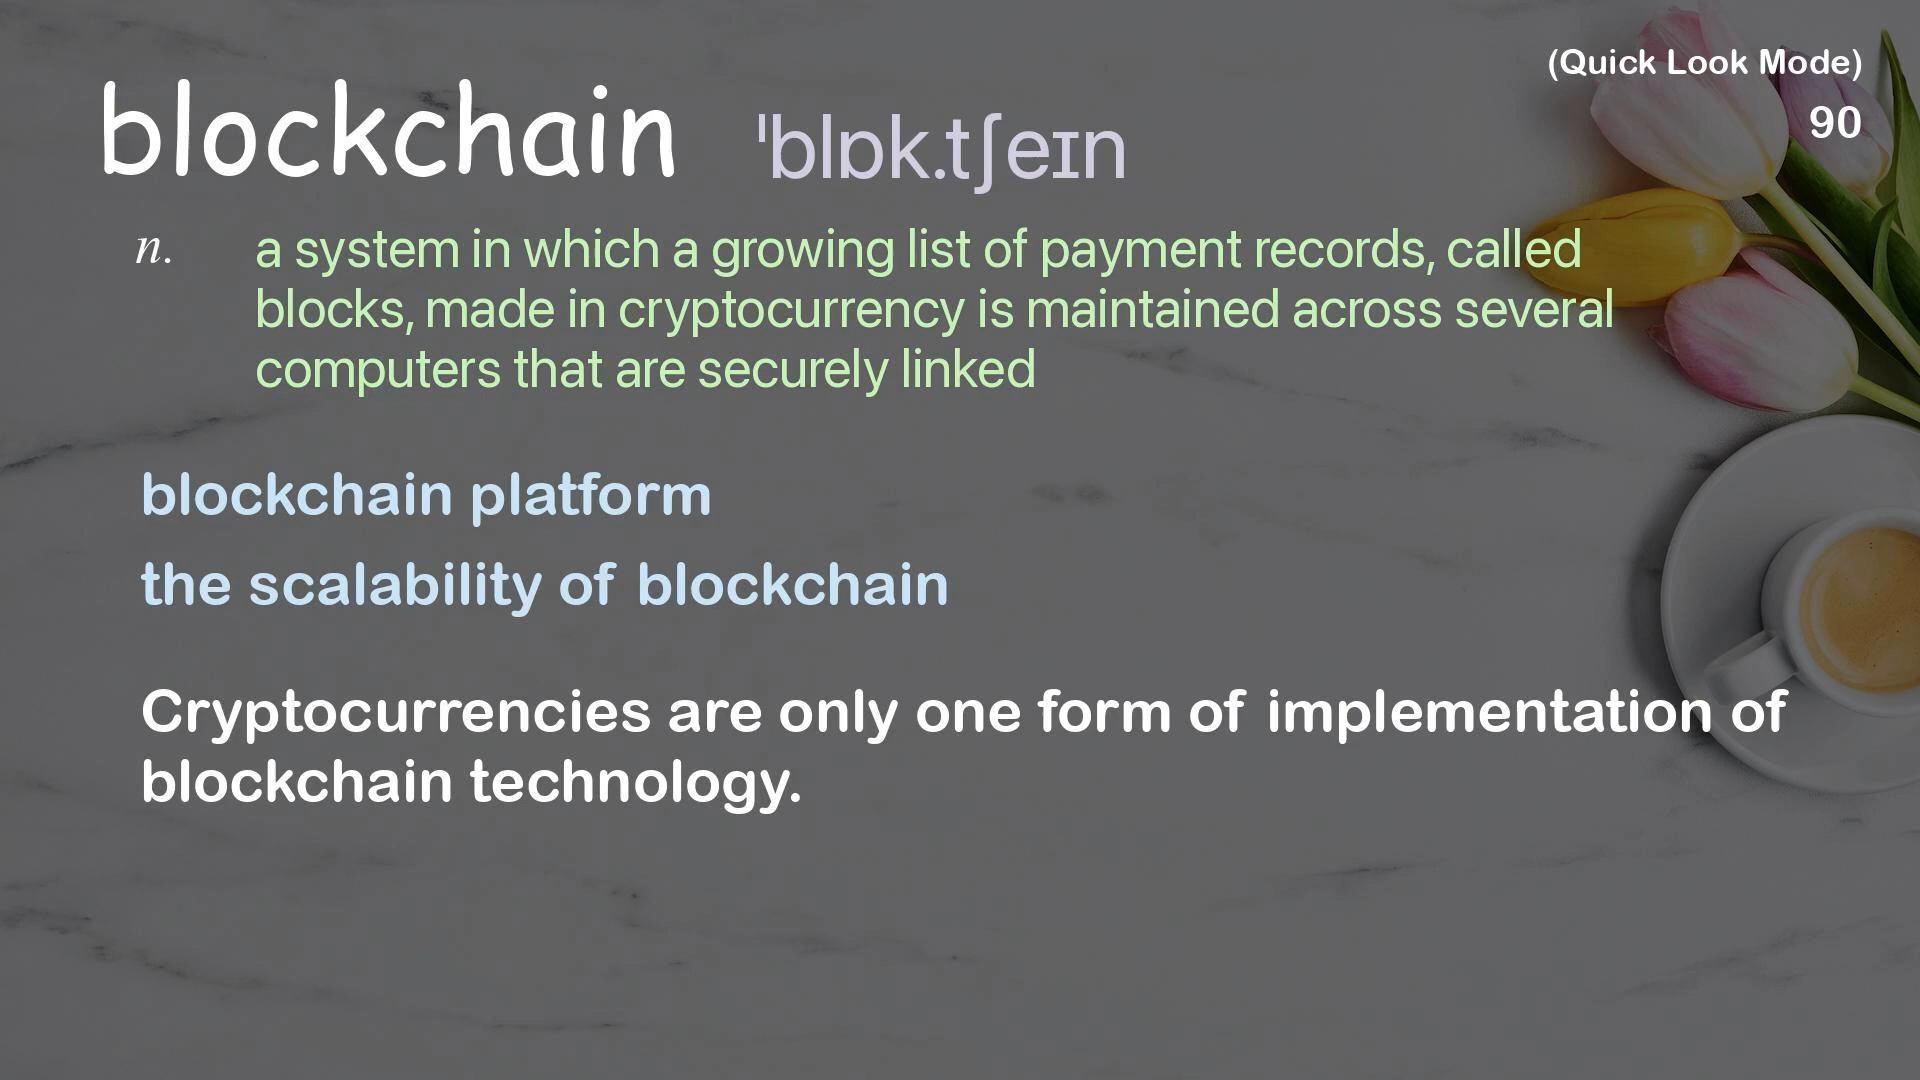 (Quick Look Mode)
90
blockchain ˈblɒk.tʃeɪn
n. a system in which a growing list of payment records, called
blocks, made in cryptocurrency is maintained across several
computers that are securely linked
blockchain platform
the scalability of blockchain
Cryptocurrencies are only one form of implementation of
blockchain technology.